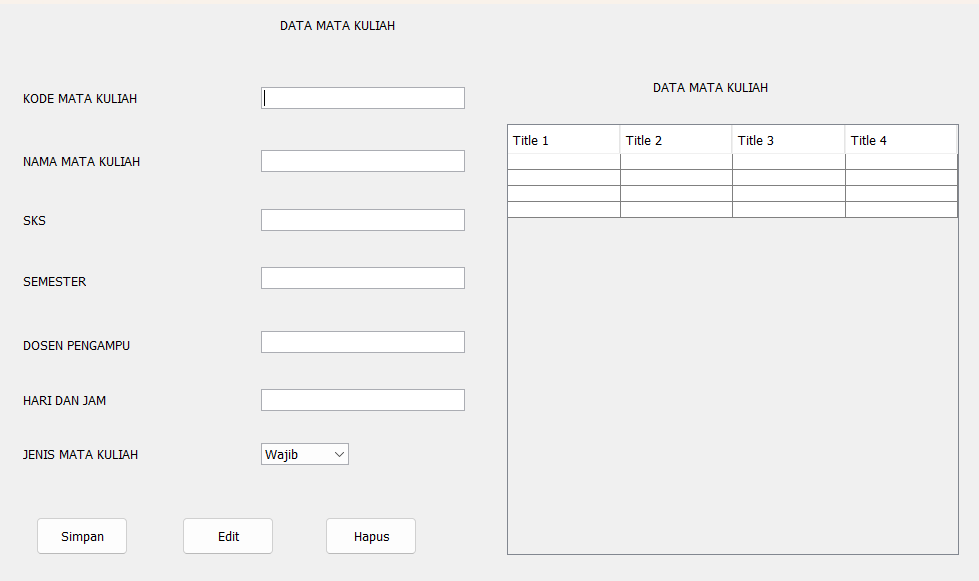 DATA MATA KULIAH
KODE MATA KULIAH
NAMA MATA KULIAH
SKS
SEMESTER
DOSEN PENGAMPU
HARI DAN JAM
JENIS MATA KULIAH Wajib
Simpan Edit Hapus
DATA MATA KULIAH
Title 1 Title 2 Title 3 Title 4